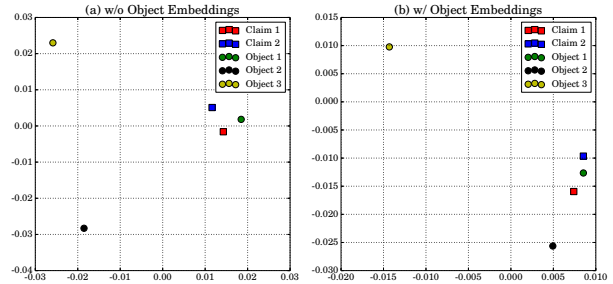 (a) w/o Object Embeddings
0.03
0.02
0.01
0.00
-0.01
-0.02
-0.03
-0.04
-0.03 -0.02 -0.01 0.00 0.01 0.02 0.03
Claim 1
Claim 2
Object 1
Object 2
Object 3
(b) w/ Object Embeddings
0.015
0.010
0.005
0.000
-0.005
-0.010
-0.015
-0.020
-0.025
-0.030
-0.020 -0.015 -0.010 -0.005 0.000 0.005 0.010
Claim 1
Claim 2
Object 1
Object 2
Object 3